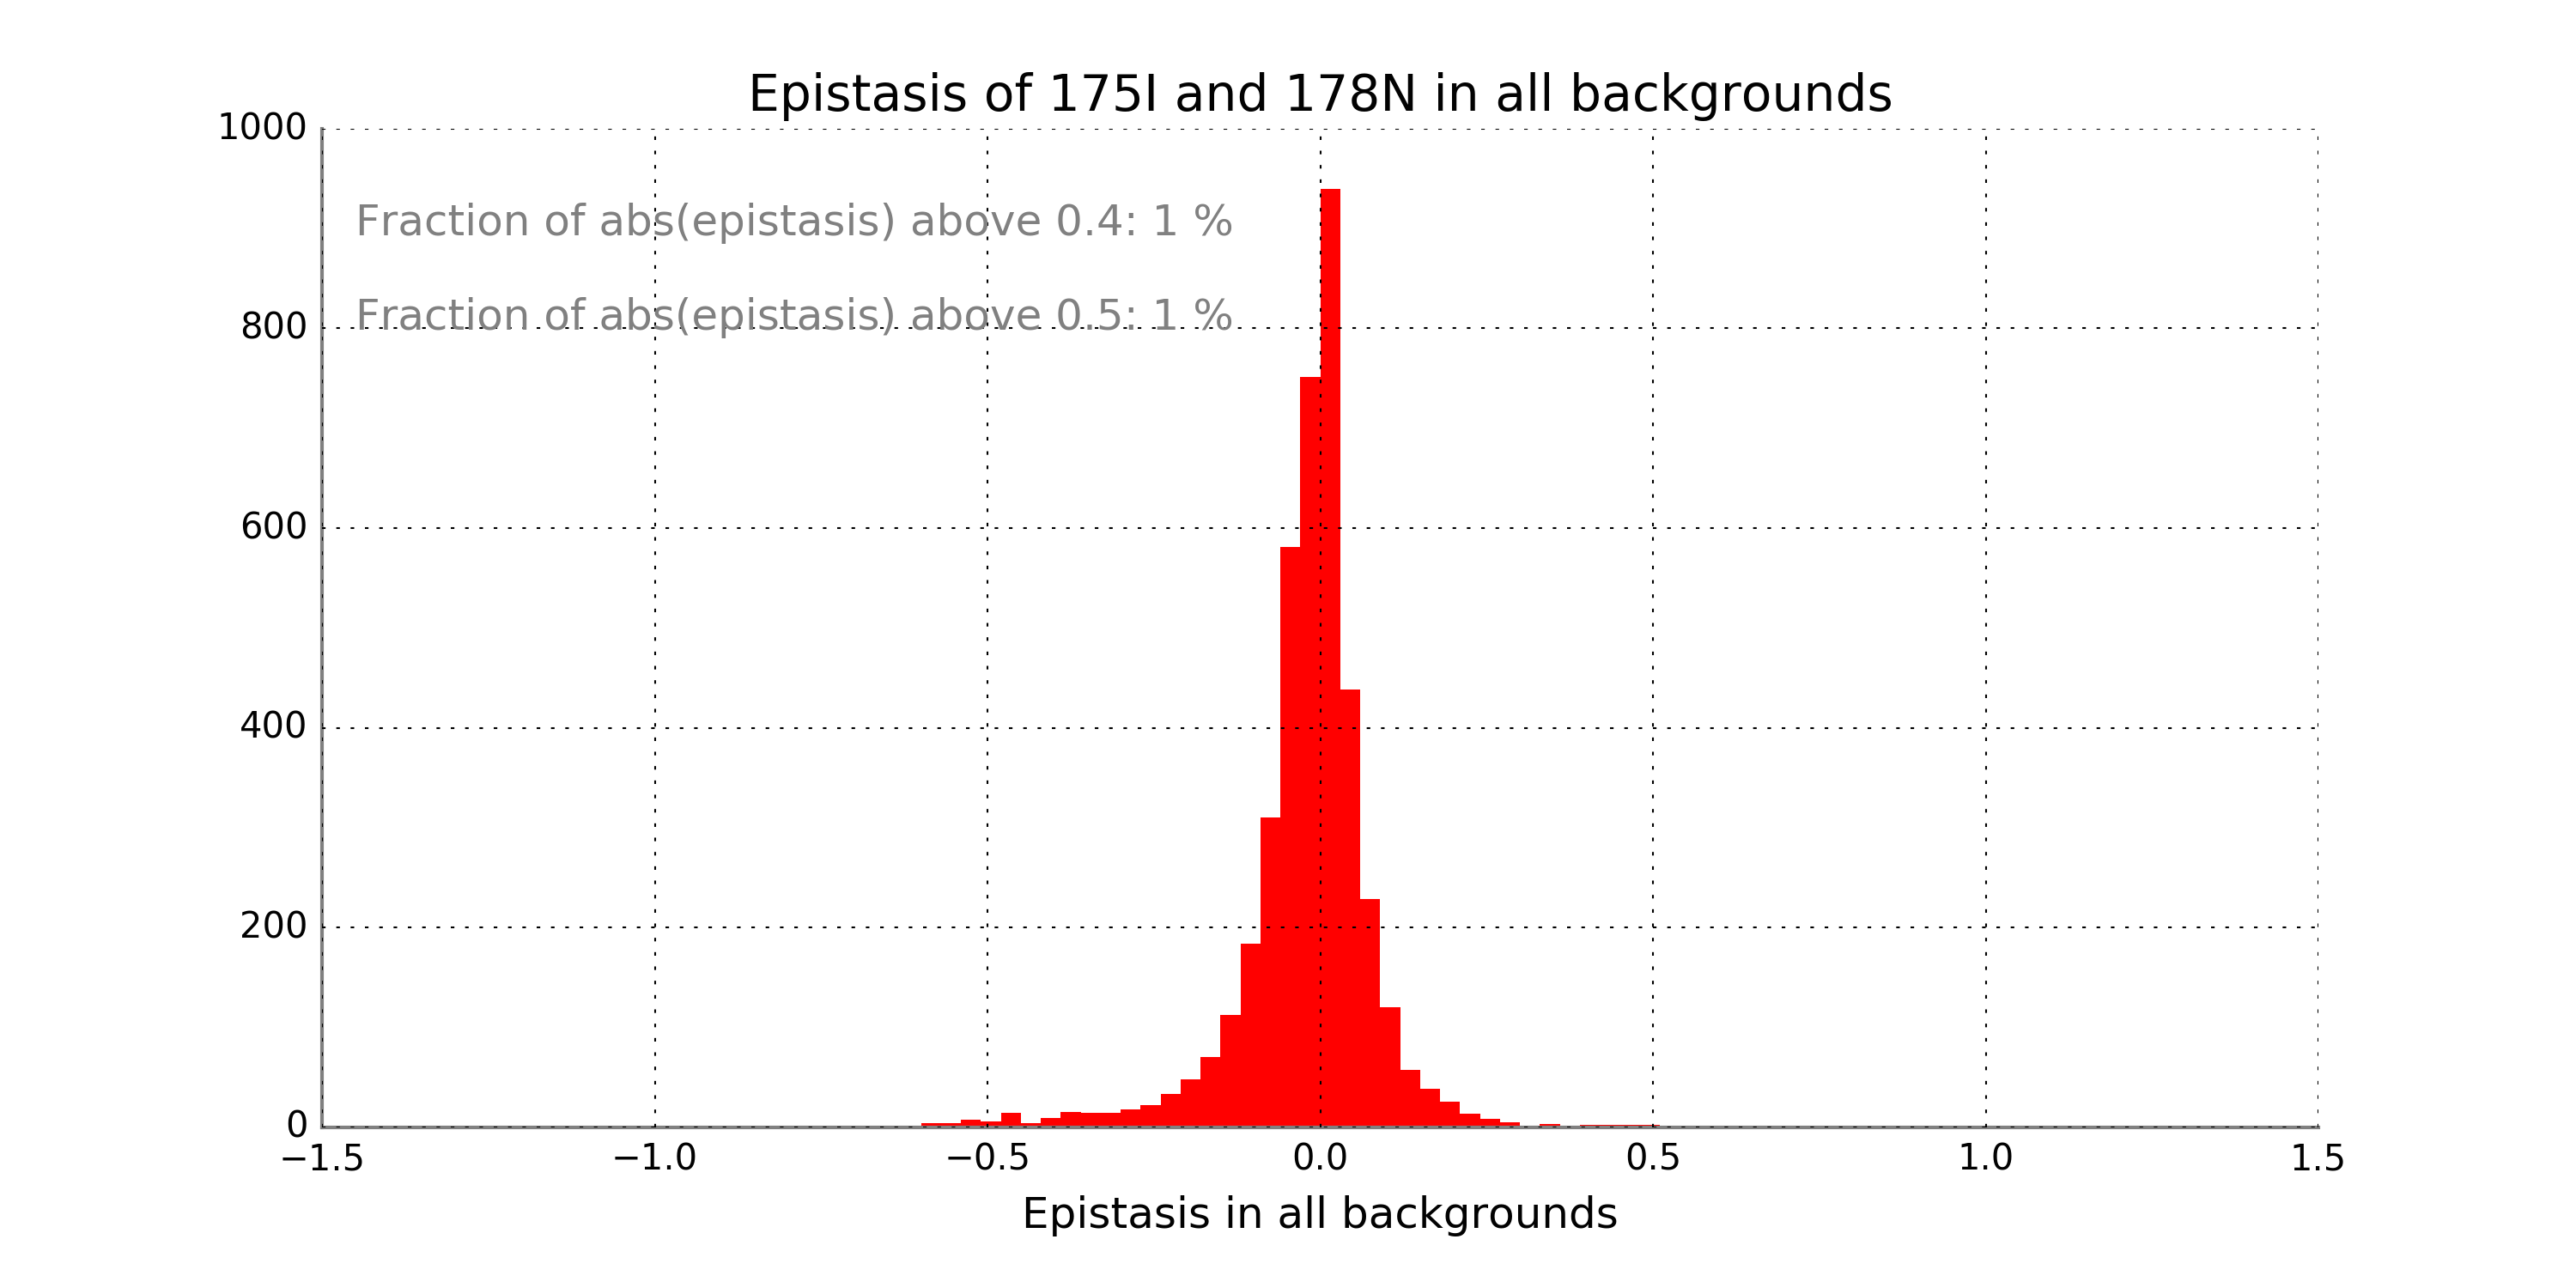 Epistasis of 175I and 178N in all backgrounds
1000
Fraction of abs(epistasis) above 0.4: 1 %
Fraction of abs(epistasis) above 0.5: 1 %
800
600
400
200
0
−1.5 −1.0 −0.5 0.0 0.5 1.0 1.5
Epistasis in all backgrounds